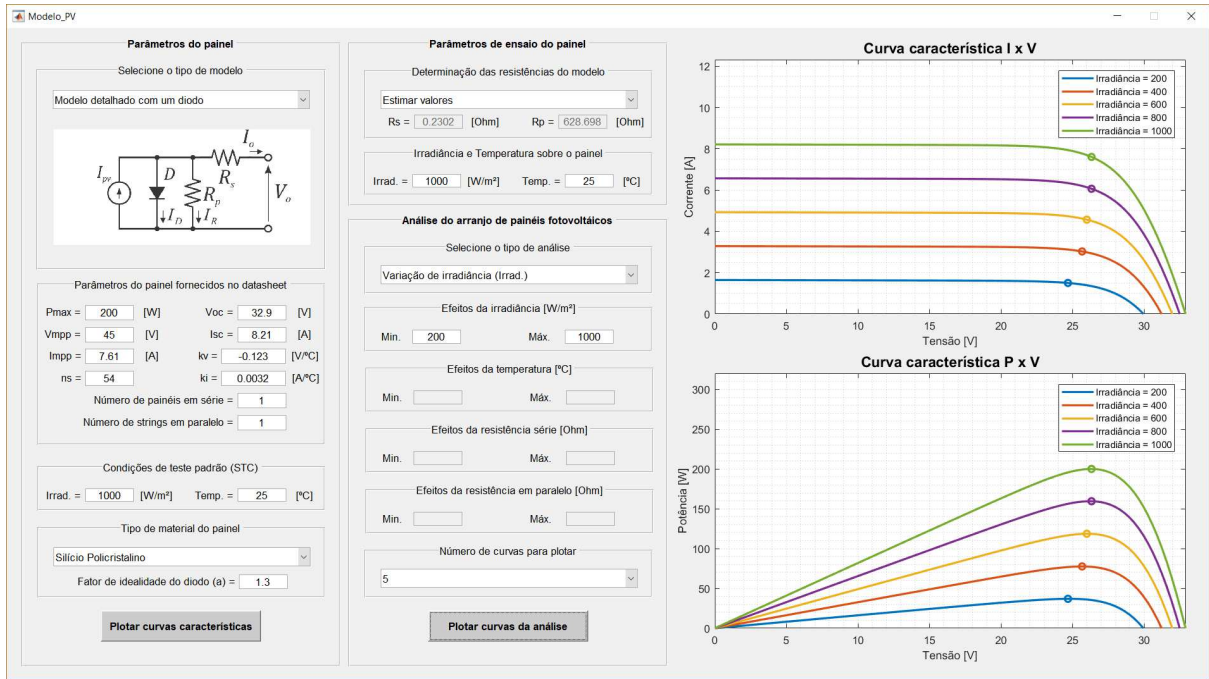 Modelo_PV
Parâmetros do painel
Selecione o tipo de modelo
Modelo detalhado com um diodo
I_pv D R_p R_s I_o V_o I_D I_R
Parâmetros do painel fornecidos no datasheet
Pmax = 200 [W] Voc = 32.9 [V]
Vmpp = 45 [V] Isc = 8.21 [A]
Impp = 7.61 [A] kv = -0.123 [V/ºC]
ns = 54 ki = 0.0032 [A/ºC]
Número de painéis em série = 1
Número de strings em paralelo = 1
Condições de teste padrão (STC)
Irrad. = 1000 [W/m²] Temp. = 25 [ºC]
Tipo de material do painel
Silício Policristalino
Fator de idealidade do diodo (a) = 1.3
Plotar curvas características
Parâmetros de ensaio do painel
Determinação das resistências do modelo
Estimar valores
Rs = 0.2302 [Ohm] Rp = 628.698 [Ohm]
Irradiância e Temperatura sobre o painel
Irrad. = 1000 [W/m²] Temp. = 25 [ºC]
Análise do arranjo de painéis fotovoltáicos
Selecione o tipo de análise
Variação de irradiância (Irrad.)
Efeitos da irradiância [W/m²]
Min. 200 Máx. 1000
Efeitos da temperatura [ºC]
Min. Máx.
Efeitos da resistência série [Ohm]
Min. Máx.
Efeitos da resistência em paralelo [Ohm]
Min. Máx.
Número de curvas para plotar
5
Plotar curvas da análise
Curva característica I x V
12
10
8
6
4
2
0
Corrente [A]
Irradiância = 200
Irradiância = 400
Irradiância = 600
Irradiância = 800
Irradiância = 1000
0 5 10 15 20 25 30
Tensão [V]
Curva característica P x V
300
250
200
150
100
50
0
Potência [W]
Irradiância = 200
Irradiância = 400
Irradiância = 600
Irradiância = 800
Irradiância = 1000
0 5 10 15 20 25 30
Tensão [V]